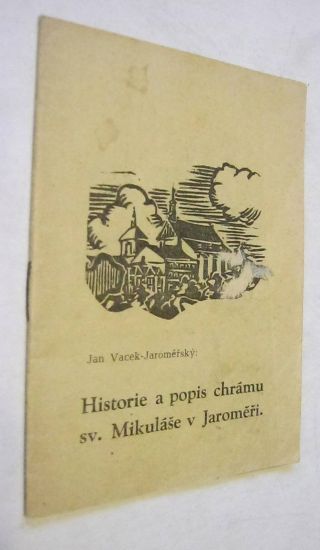 Jan Vacek-Jaroměřský:
Historie a popis chrámu
sv. Mikuláše v Jaroměři.